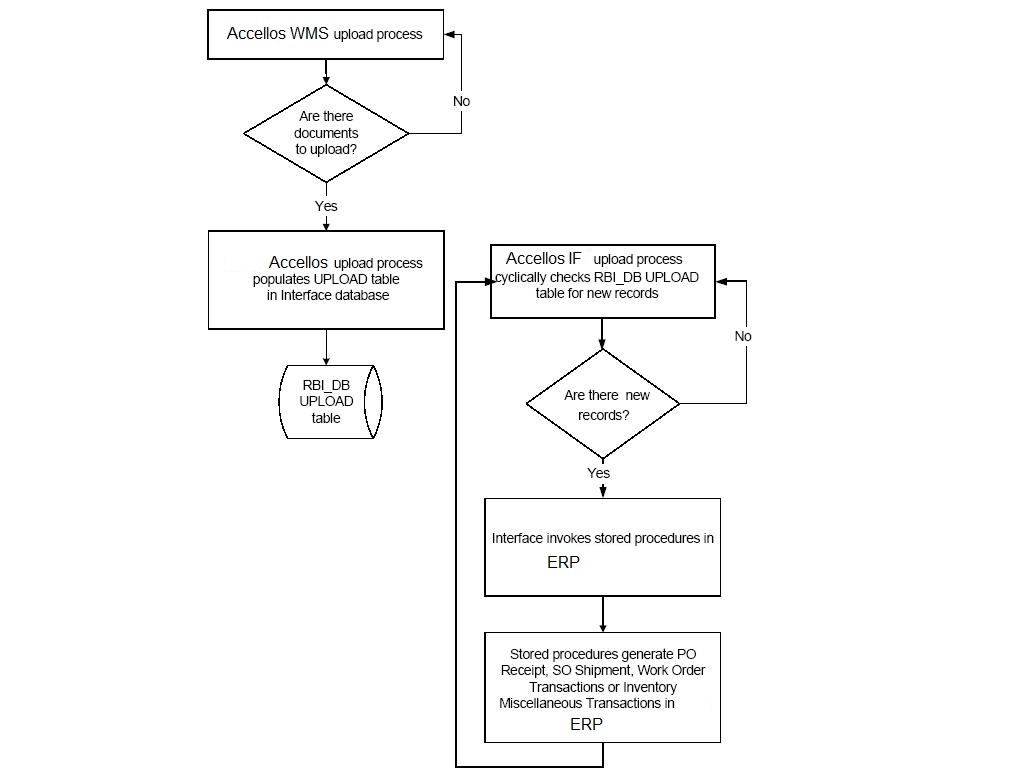 Accellos WMS upload process
No
Are there
documents
to upload?
Yes
Accellos upload process
populates UPLOAD table
in Interface database
RBI_DB
UPLOAD
table
Accellos IF upload process
cyclically checks RBI_DB UPLOAD
table for new records
No
Are there new
records?
Yes
Interface invokes stored procedures in
ERP
Stored procedures generate PO
Receipt, SO Shipment, Work Order
Transactions or Inventory
Miscellaneous Transactions in
ERP